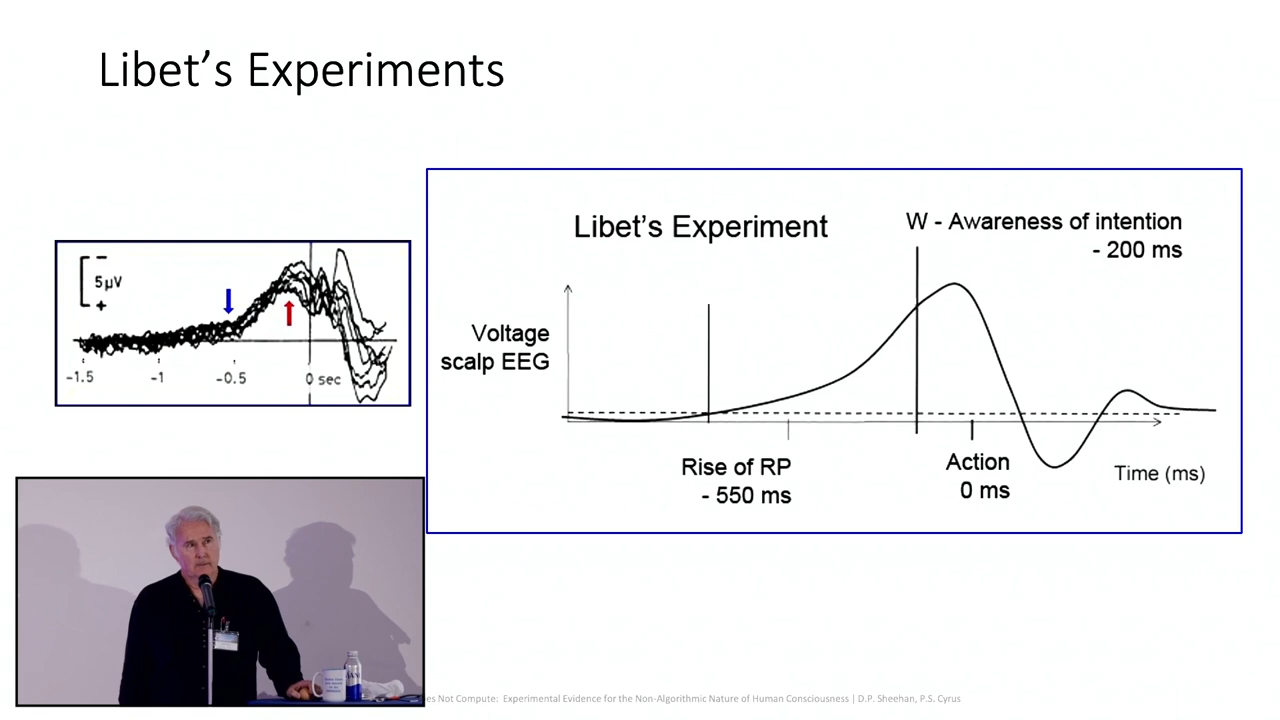 Libet’s Experiments
5µV
-1.5
-1
-0.5
0 sec
Libet’s Experiment
W - Awareness of intention
- 200 ms
Voltage
scalp EEG
Rise of RP
- 550 ms
Action
0 ms
Time (ms)
Not Compute: Experimental Evidence for the Non-Algorithmic Nature of Human Consciousness | D.P. Sheehan, P.S. Cyrus